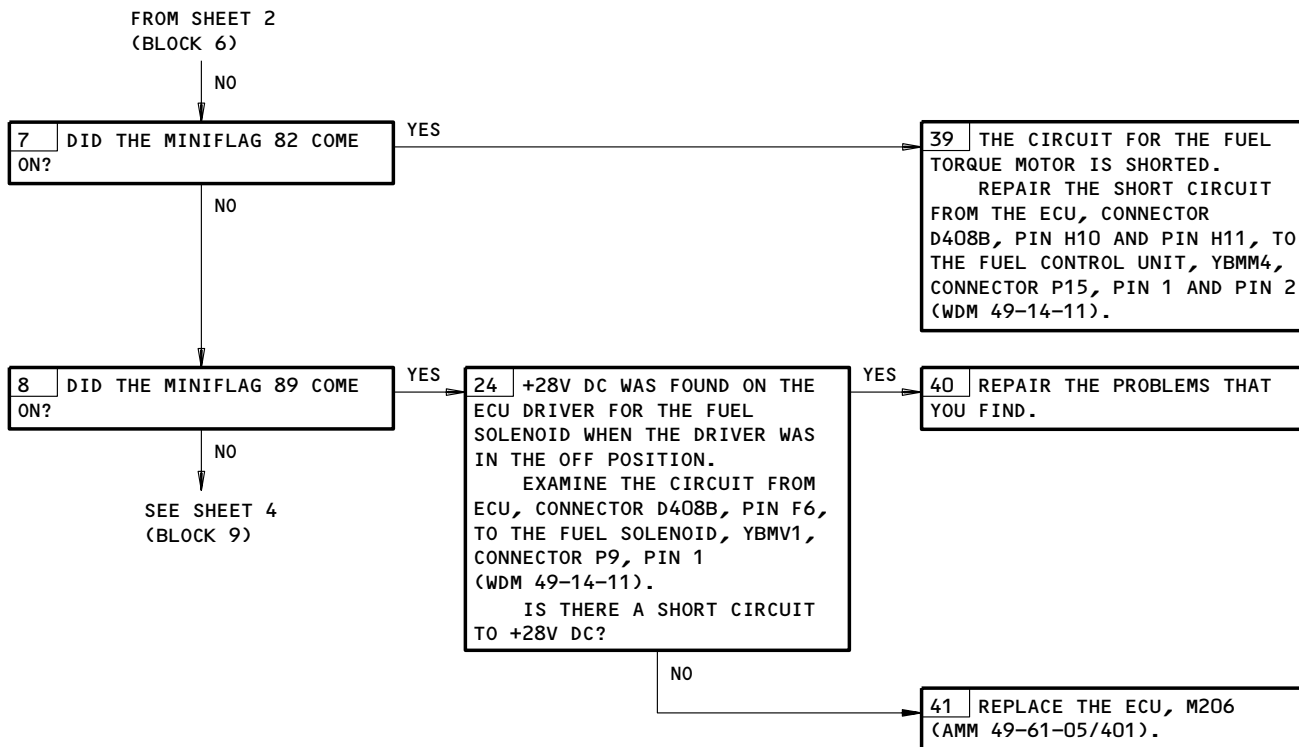 FROM SHEET 2
(BLOCK 6)
NO
7 DID THE MINIFLAG 82 COME
ON?
YES
39 THE CIRCUIT FOR THE FUEL
TORQUE MOTOR IS SHORTED.
REPAIR THE SHORT CIRCUIT
FROM THE ECU, CONNECTOR
D408B, PIN H10 AND PIN H11, TO
THE FUEL CONTROL UNIT, YBMM4,
CONNECTOR P15, PIN 1 AND PIN 2
(WDM 49-14-11).
NO
8 DID THE MINIFLAG 89 COME
ON?
YES
24 +28V DC WAS FOUND ON THE
ECU DRIVER FOR THE FUEL
SOLENOID WHEN THE DRIVER WAS
IN THE OFF POSITION.
EXAMINE THE CIRCUIT FROM
ECU, CONNECTOR D408B, PIN F6,
TO THE FUEL SOLENOID, YBMV1,
CONNECTOR P9, PIN 1
(WDM 49-14-11).
IS THERE A SHORT CIRCUIT
TO +28V DC?
YES
40 REPAIR THE PROBLEMS THAT
YOU FIND.
NO
SEE SHEET 4
(BLOCK 9)
NO
41 REPLACE THE ECU, M206
(AMM 49-61-05/401).